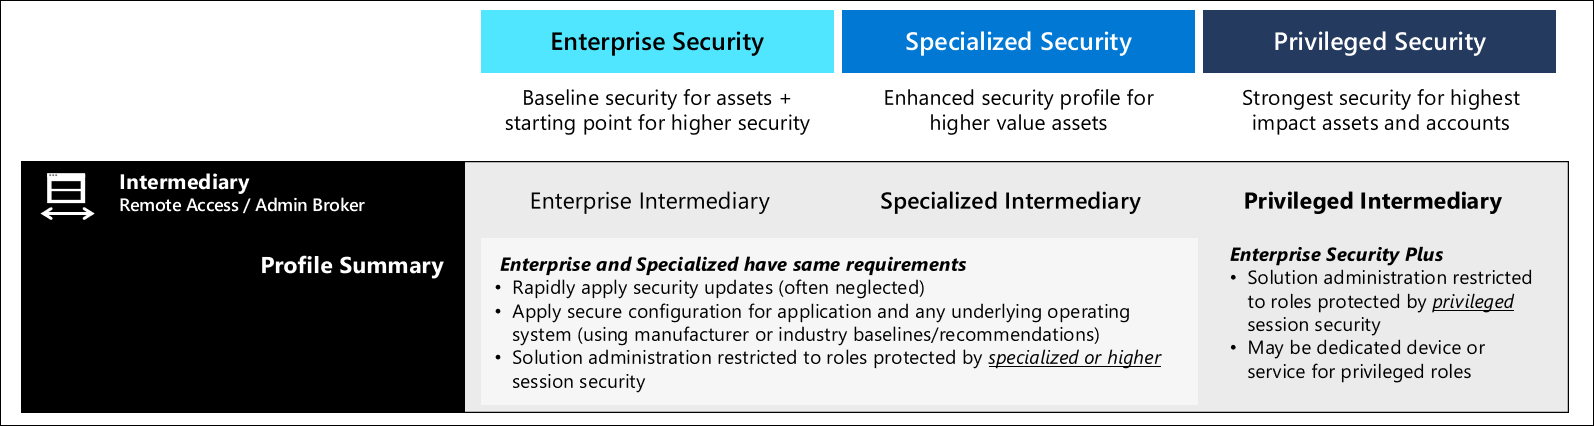 Enterprise Security
Specialized Security
Privileged Security
Baseline security for assets +
starting point for higher security
Enhanced security profile for
higher value assets
Strongest security for highest
impact assets and accounts
Intermediary
Remote Access / Admin Broker
Enterprise Intermediary
Specialized Intermediary
Privileged Intermediary
Profile Summary
Enterprise and Specialized have same requirements
• Rapidly apply security updates (often neglected)
• Apply secure configuration for application and any underlying operating
system (using manufacturer or industry baselines/recommendations)
• Solution administration restricted to roles protected by specialized or higher
session security
Enterprise Security Plus
• Solution administration restricted
to roles protected by privileged
session security
• May be dedicated device or
service for privileged roles